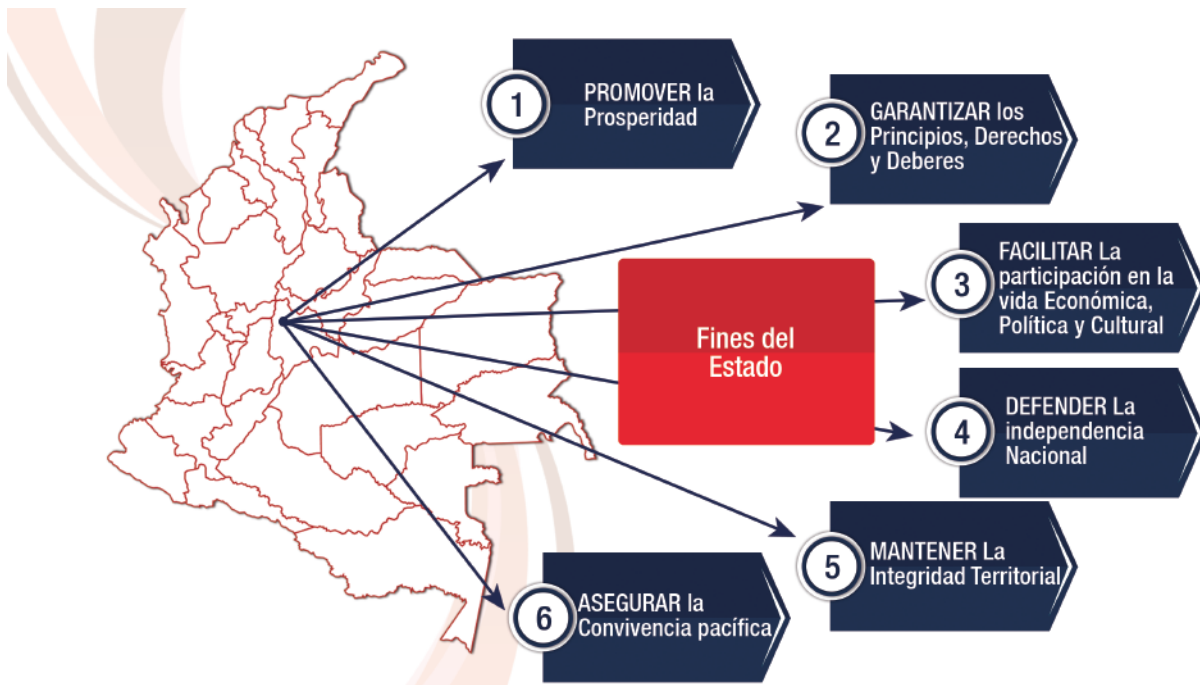 1
PROMOVER la
Prosperidad
2
GARANTIZAR los
Principios, Derechos
y Deberes
3
FACILITAR La
participación en la
vida Económica,
Política y Cultural
Fines del
Estado
4
DEFENDER La
independencia
Nacional
5
MANTENER La
Integridad Territorial
6
ASEGURAR la
Convivencia pacífica